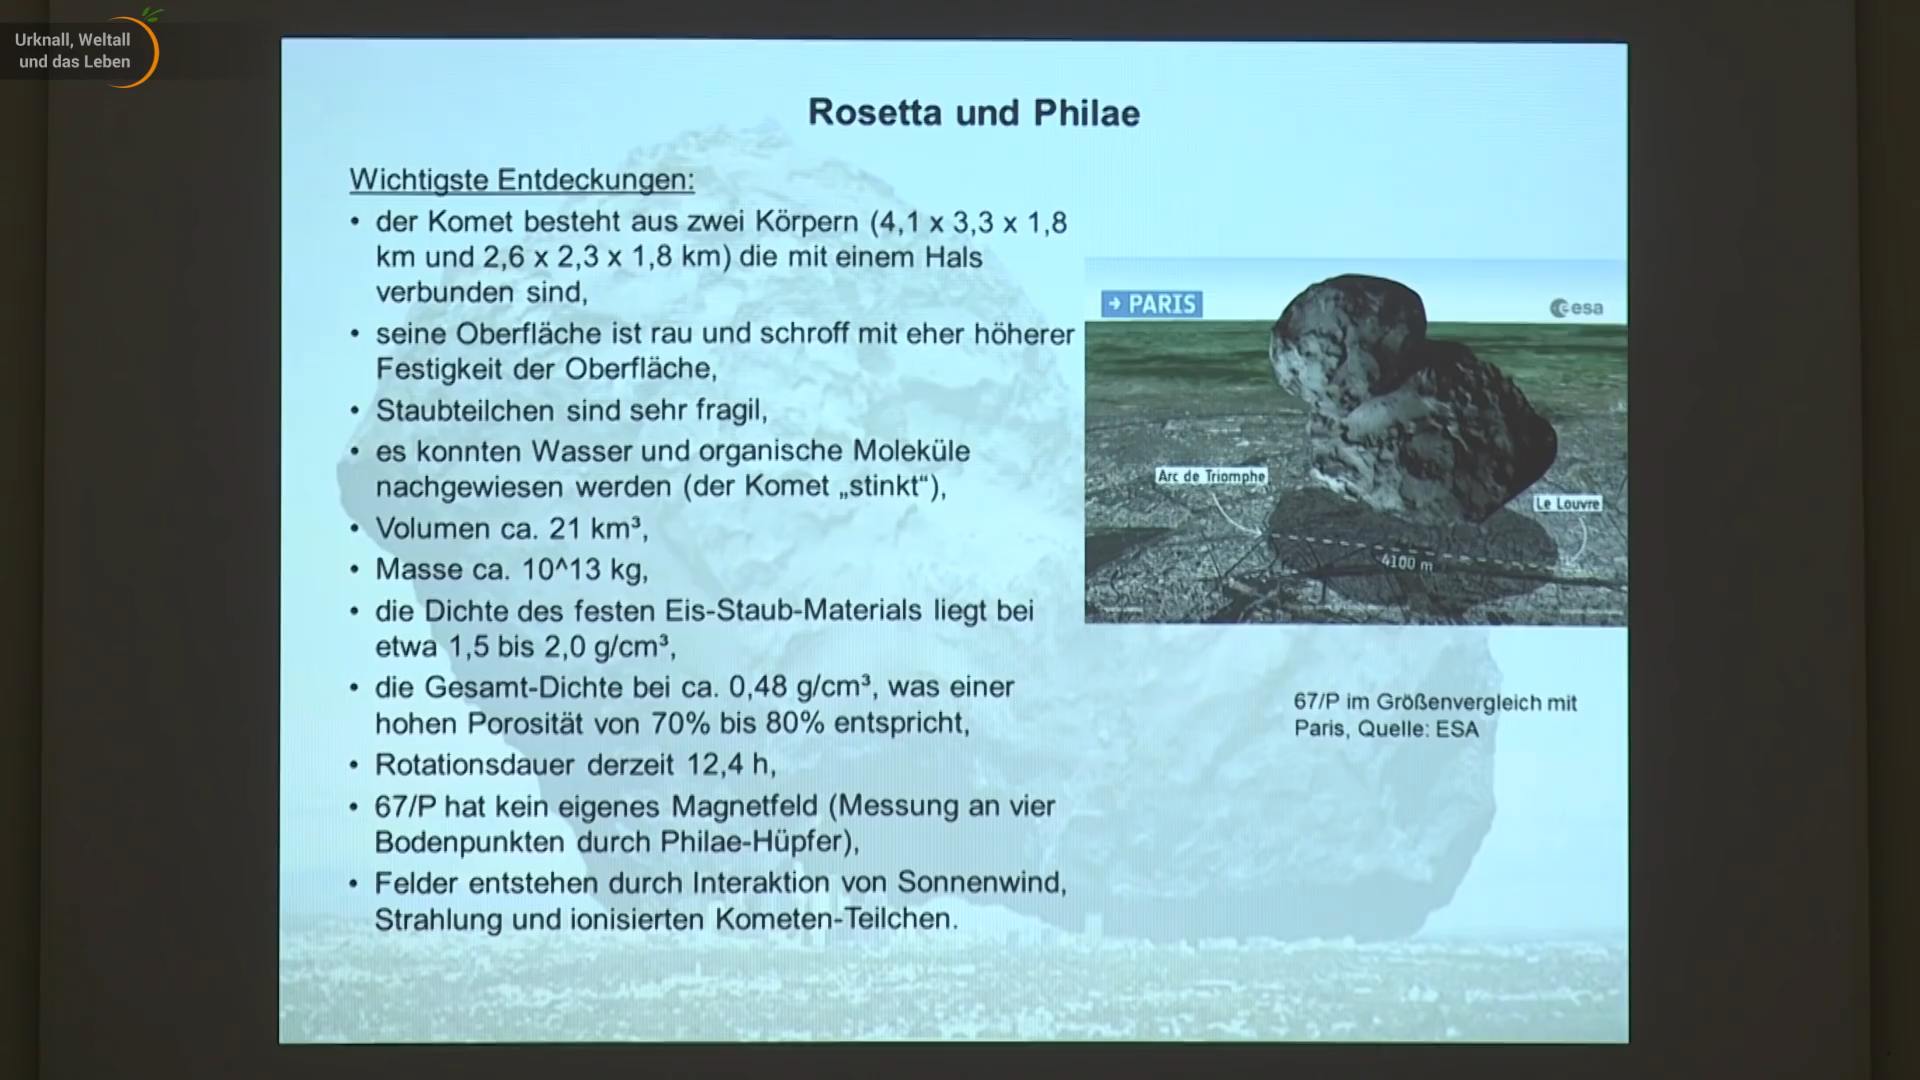 Urknall, Weltall
und das Leben
Rosetta und Philae
Wichtigste Entdeckungen:
• der Komet besteht aus zwei Körpern (4,1 x 3,3 x 1,8
km und 2,6 x 2,3 x 1,8 km) die mit einem Hals
verbunden sind,
• seine Oberfläche ist rau und schroff mit eher höherer
Festigkeit der Oberfläche,
• Staubteilchen sind sehr fragil,
• es konnten Wasser und organische Moleküle
nachgewiesen werden (der Komet „stinkt“),
• Volumen ca. 21 km³,
• Masse ca. 10^13 kg,
• die Dichte des festen Eis-Staub-Materials liegt bei
etwa 1,5 bis 2,0 g/cm³,
• die Gesamt-Dichte bei ca. 0,48 g/cm³, was einer
hohen Porosität von 70% bis 80% entspricht,
• Rotationsdauer derzeit 12,4 h,
• 67/P hat kein eigenes Magnetfeld (Messung an vier
Bodenpunkten durch Philae-Hüpfer),
• Felder entstehen durch Interaktion von Sonnenwind,
Strahlung und ionisierten Kometen-Teilchen.
→ PARIS
esa
Arc de Triomphe
Le Louvre
4100 m
67/P im Größenvergleich mit
Paris, Quelle: ESA